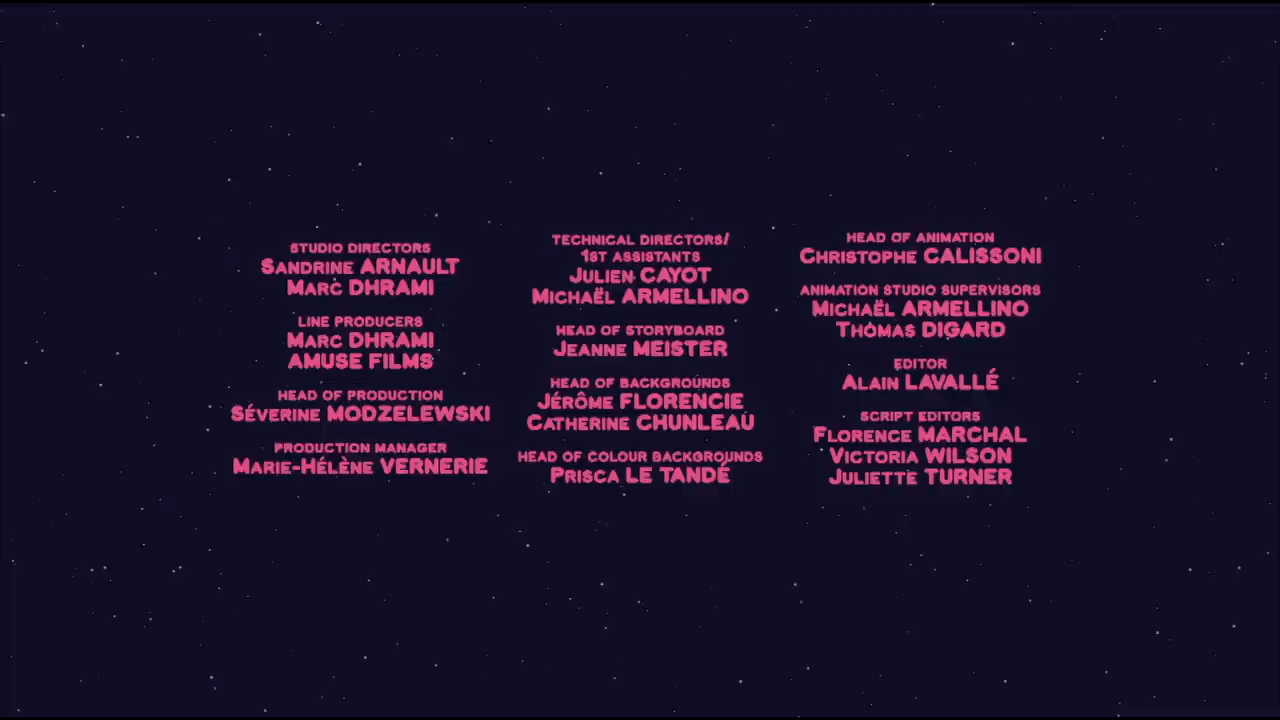 STUDIO DIRECTORS
SANDRINE ARNAULT
MARC DHRAMI
LINE PRODUCERS
MARC DHRAMI
AMUSE FILMS
HEAD OF PRODUCTION
SÉVERINE MODZELEWSKI
PRODUCTION MANAGER
MARIE-HÉLÈNE VERNERIE
TECHNICAL DIRECTORS/
1ST ASSISTANTS
JULIEN CAYOT
MICHAËL ARMELLINO
HEAD OF STORYBOARD
JEANNE MEISTER
HEAD OF BACKGROUNDS
JÉRÔME FLORENCIE
CATHERINE CHUNLEAU
HEAD OF COLOUR BACKGROUNDS
PRISCA LE TANDÉ
HEAD OF ANIMATION
CHRISTOPHE CALISSONI
ANIMATION STUDIO SUPERVISORS
MICHAËL ARMELLINO
THOMAS DIGARD
EDITOR
ALAIN LAVALLÉ
SCRIPT EDITORS
FLORENCE MARCHAL
VICTORIA WILSON
JULIETTE TURNER